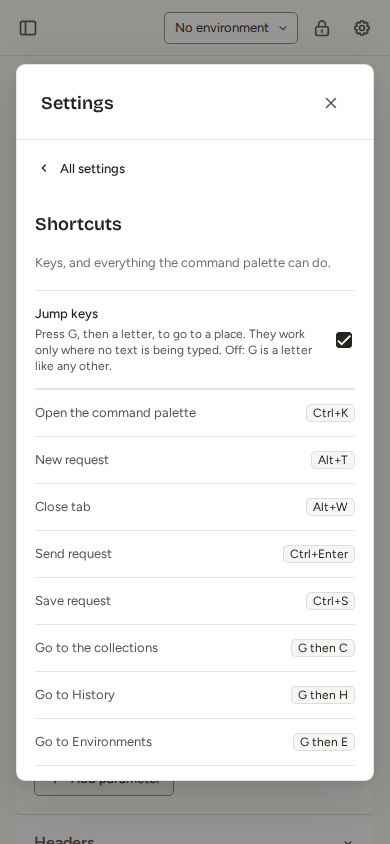 No environment
Settings
All settings
Shortcuts
Keys, and everything the command palette can do.
Jump keys
Press G, then a letter, to go to a place. They work
only where no text is being typed. Off: G is a letter
like any other.
Open the command palette Ctrl+K
New request Alt+T
Close tab Alt+W
Send request Ctrl+Enter
Save request Ctrl+S
Go to the collections G then C
Go to History G then H
Go to Environments G then E
parameter
Headers